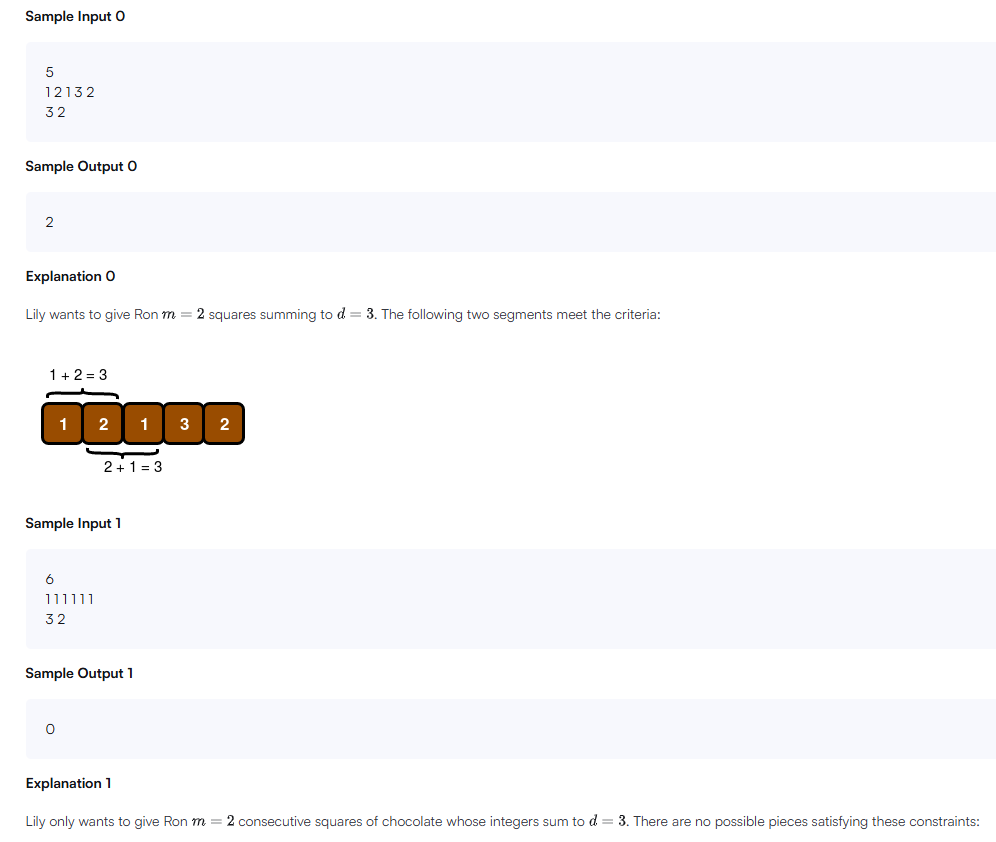 Sample Input 0
5
1 2 1 3 2
3 2
Sample Output 0
2
Explanation 0
Lily wants to give Ron m = 2 squares summing to d = 3. The following two segments meet the criteria:
1 + 2 = 3
1 2 1 3 2
2 + 1 = 3
Sample Input 1
6
1 1 1 1 1 1
3 2
Sample Output 1
0
Explanation 1
Lily only wants to give Ron m = 2 consecutive squares of chocolate whose integers sum to d = 3. There are no possible pieces satisfying these constraints: